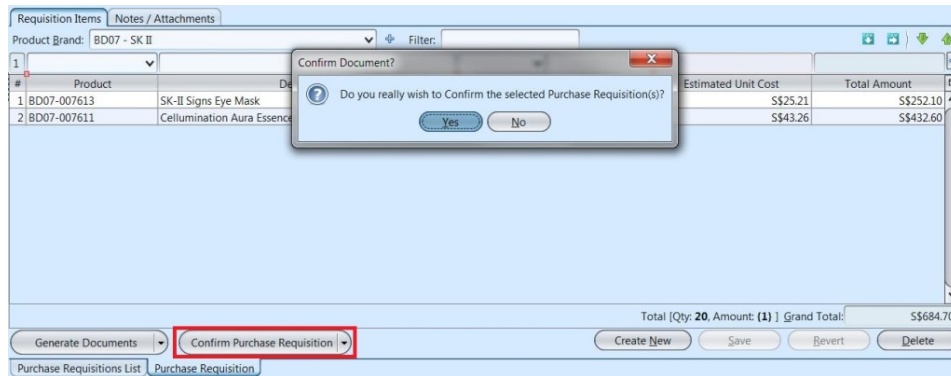 Requisition Items Notes / Attachments
Product Brand: BD07 - SK II Filter:
Confirm Document?
1
# Product De Estimated Unit Cost Total Amount
Do you really wish to Confirm the selected Purchase Requisition(s)?
1 BD07-007613 SK-II Signs Eye Mask S$25.21 S$252.10
2 BD07-007611 Cellumination Aura Essence S$43.26 S$432.60
Yes No
Total [Qty: 20, Amount: {1} ] Grand Total: S$684.70
Generate Documents Confirm Purchase Requisition Create New Save Revert Delete
Purchase Requisitions List Purchase Requisition